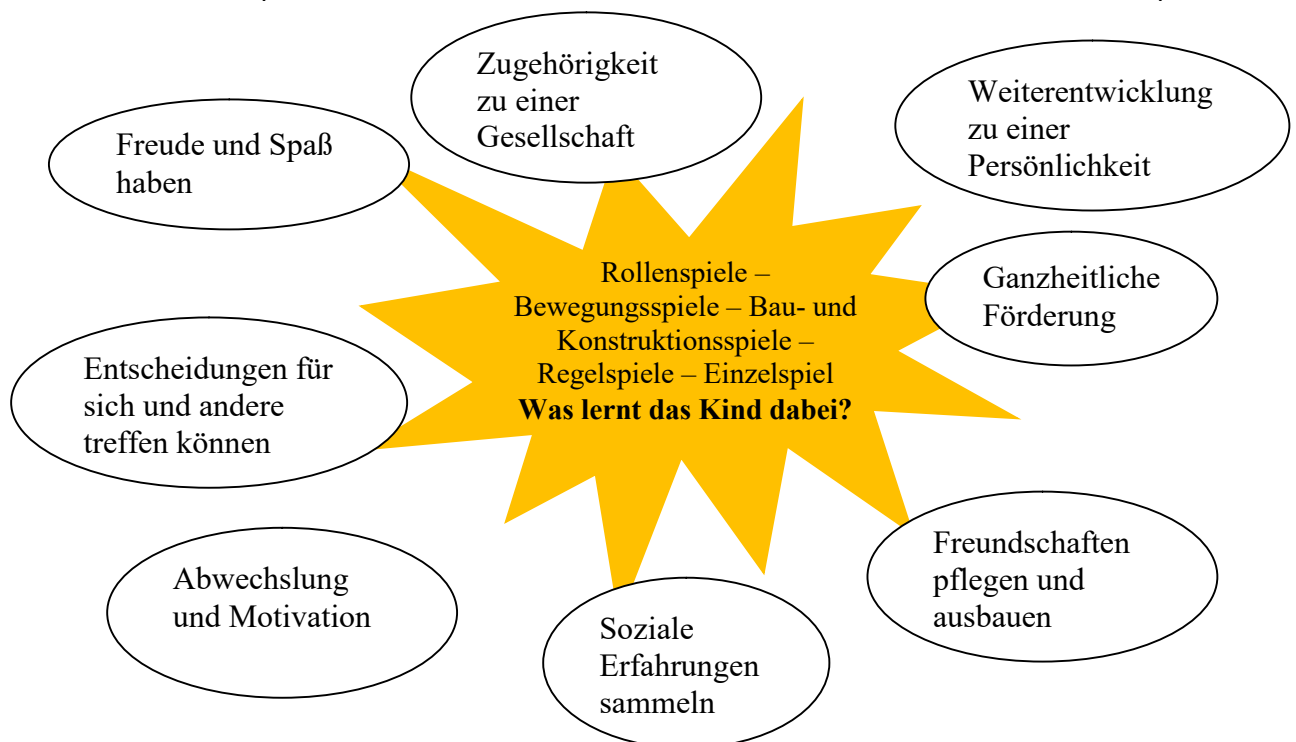 Zugehörigkeit
zu einer
Gesellschaft
Weiterentwicklung
zu einer
Persönlichkeit
Freude und Spaß
haben
Rollenspiele –
Bewegungsspiele – Bau- und
Konstruktionsspiele –
Regelspiele – Einzelspiel
Was lernt das Kind dabei?
Ganzheitliche
Förderung
Entscheidungen für
sich und andere
treffen können
Freundschaften
pflegen und
ausbauen
Abwechslung
und Motivation
Soziale
Erfahrungen
sammeln